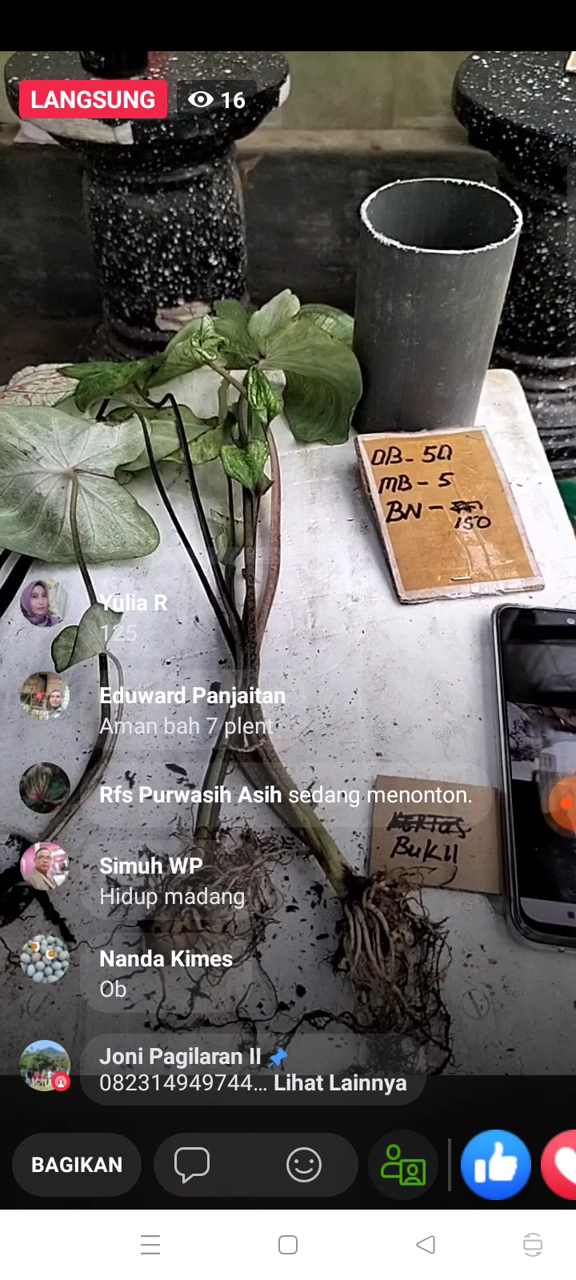 LANGSUNG
16
OB - 50
MB - 5
BN -
150
Yulia R
125
Eduward Panjaitan
Aman bah 7 plent
Rfs Purwasih Asih sedang menonton.
KERTAS
BUKU
Simuh WP
Hidup madang
Nanda Kimes
Ob
Joni Pagilaran II
082314949744... Lihat Lainnya
BAGIKAN